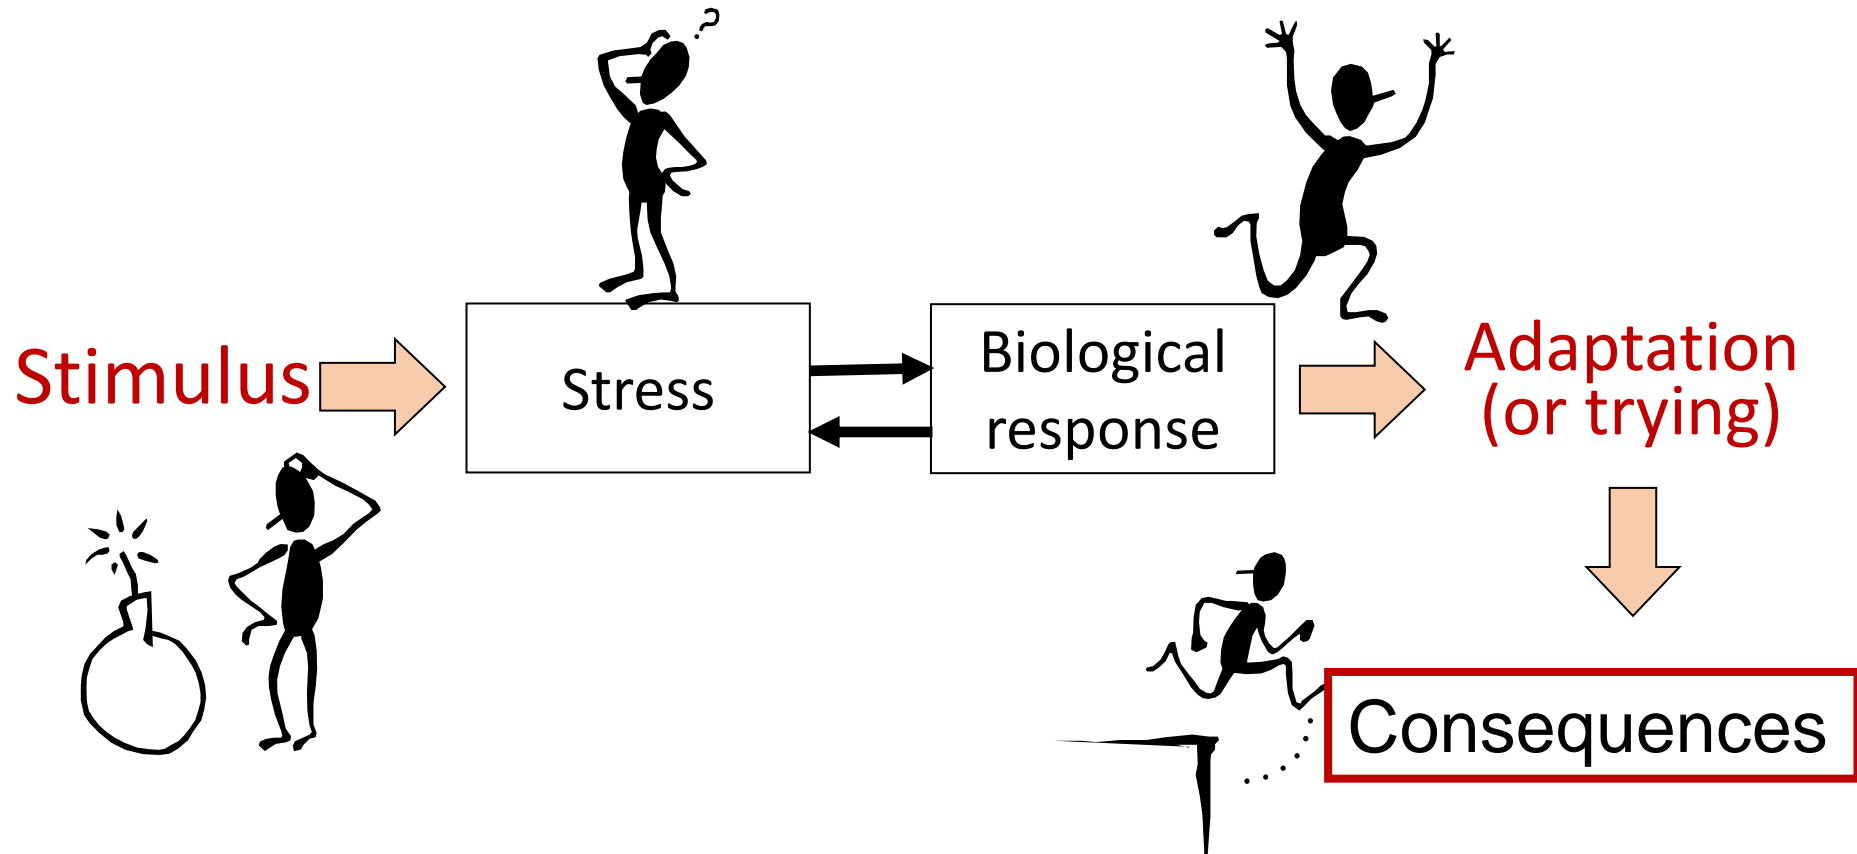 ?
Stimulus
Stress
Biological
response
Adaptation
(or trying)
Consequences